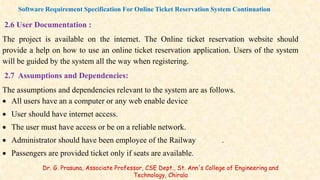 Software Requirement Specification For Online Ticket Reservation System Continuation
2.6 User Documentation :
The project is available on the internet. The Online ticket reservation website should
provide a help on how to use an online ticket reservation application. Users of the system
will be guided by the system all the way when registering.
2.7 Assumptions and Dependencies:
The assumptions and dependencies relevant to the system are as follows.
• All users have an a computer or any web enable device
• User should have internet access.
• The user must have access or be on a reliable network.
• Administrator should have been employee of the Railway .
• Passengers are provided ticket only if seats are available.
Dr. G. Prasuna, Associate Professor, CSE Dept., St. Ann's College of Engineering and
Technology, Chirala